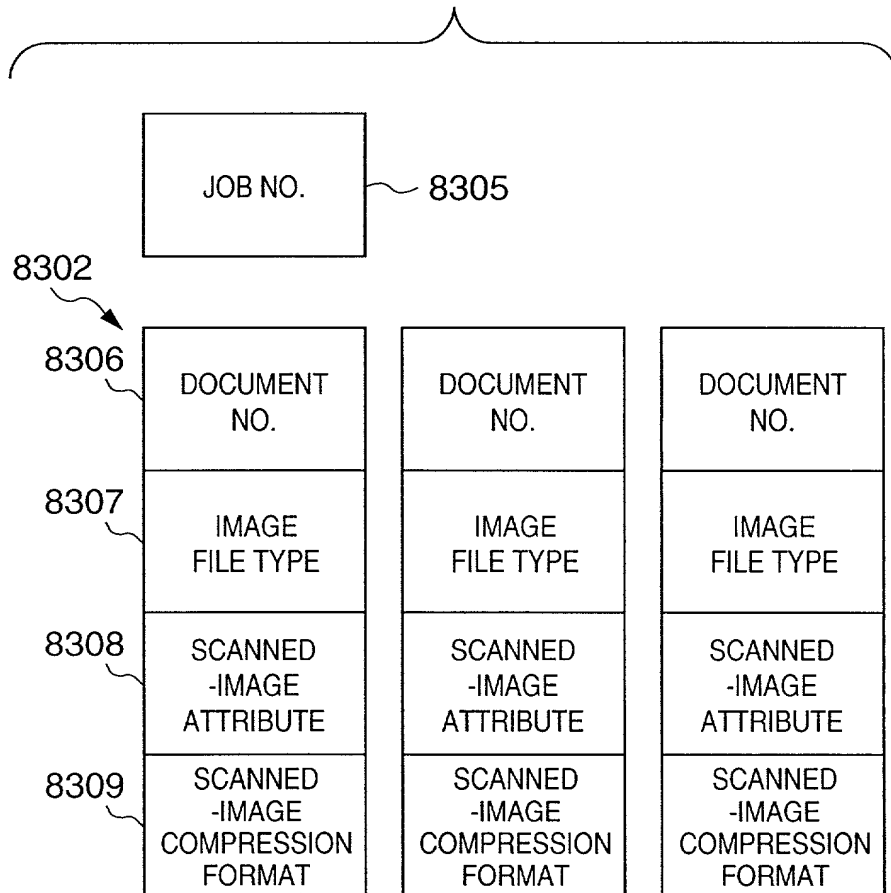 JOB NO.
8305
8302
8306
DOCUMENT
NO.
DOCUMENT
NO.
DOCUMENT
NO.
8307
IMAGE
FILE TYPE
IMAGE
FILE TYPE
IMAGE
FILE TYPE
8308
SCANNED
-IMAGE
ATTRIBUTE
SCANNED
-IMAGE
ATTRIBUTE
SCANNED
-IMAGE
ATTRIBUTE
8309
SCANNED
-IMAGE
COMPRESSION
FORMAT
SCANNED
-IMAGE
COMPRESSION
FORMAT
SCANNED
-IMAGE
COMPRESSION
FORMAT